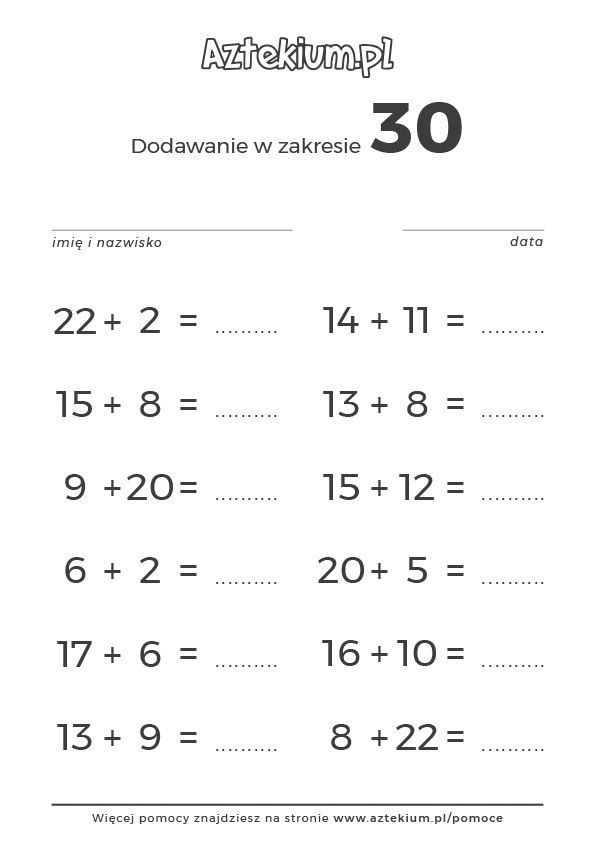 Aztekium.pl
Dodawanie w zakresie 30
imię i nazwisko data
22 + 2 = .......... 14 + 11 = ..........
15 + 8 = .......... 13 + 8 = ..........
9 + 20 = .......... 15 + 12 = ..........
6 + 2 = .......... 20 + 5 = ..........
17 + 6 = .......... 16 + 10 = ..........
13 + 9 = .......... 8 + 22 = ..........
Więcej pomocy znajdziesz na stronie www.aztekium.pl/pomoce